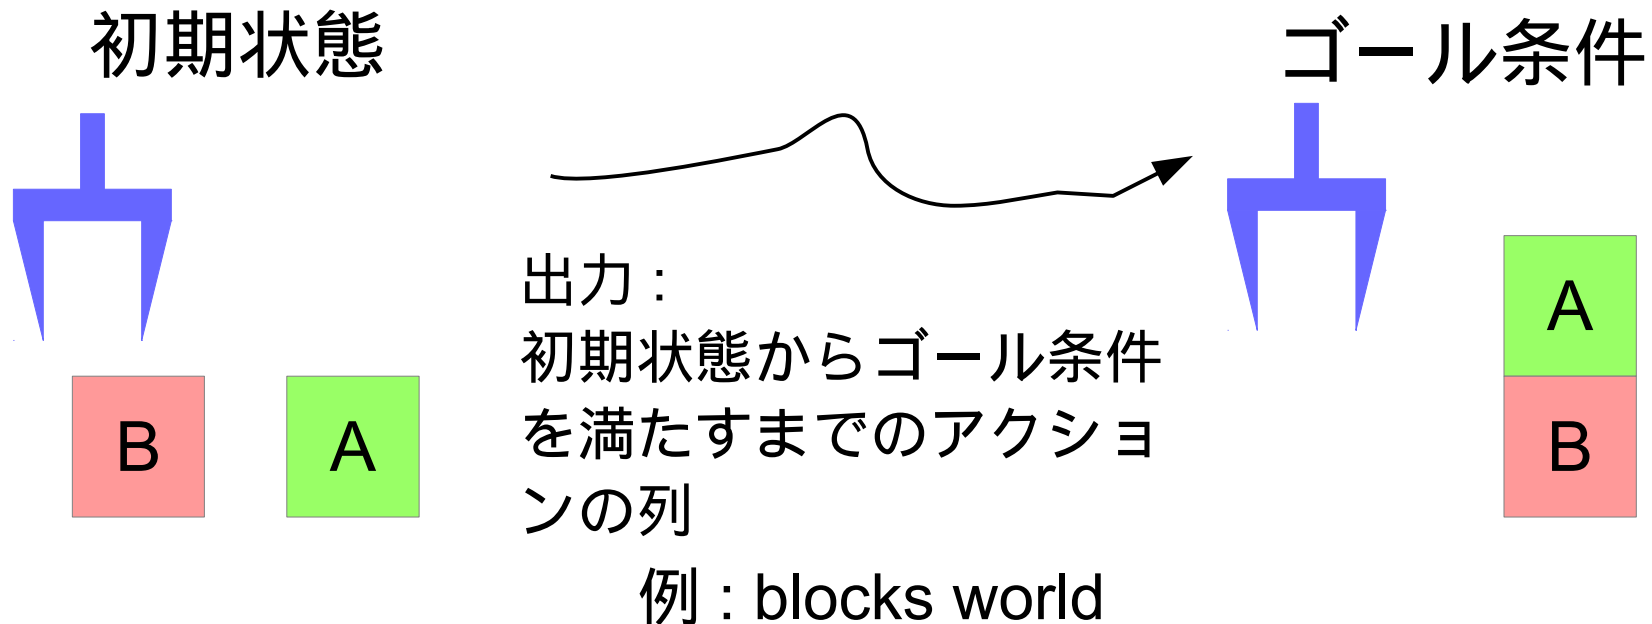 初期状態
ゴール条件
B
A
出力 :
初期状態からゴール条件
を満たすまでのアクショ
ンの列
A
B
例 : blocks world